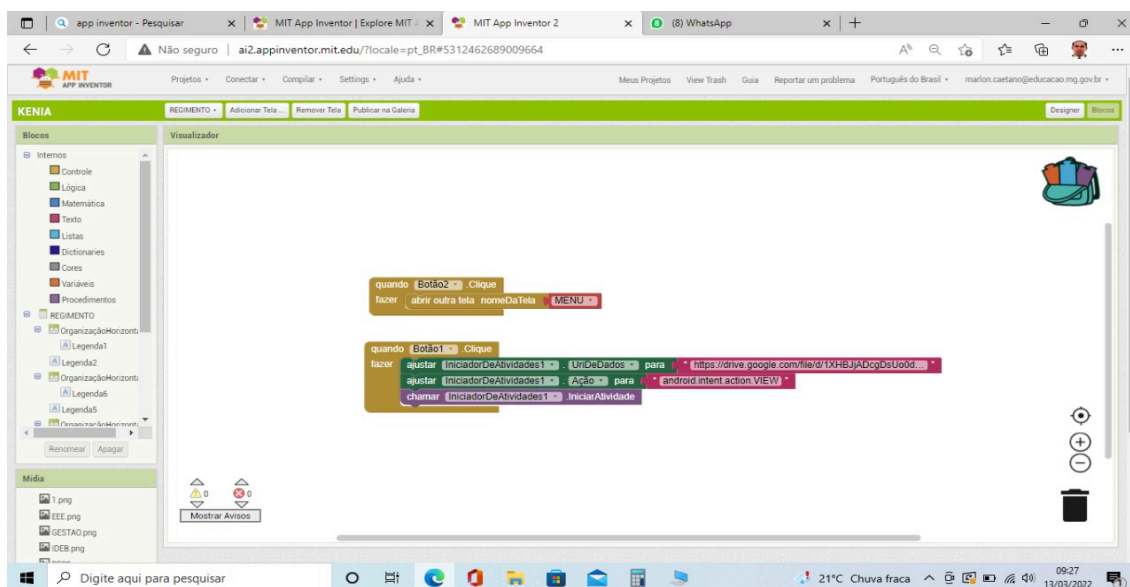 app inventor - Pesquisar
MIT App Inventor | Explore MIT A
MIT App Inventor 2
(8) WhatsApp
Não seguro
ai2.appinventor.mit.edu/?locale=pt_BR#5312462689009664
MIT
APP INVENTOR
Projetos
Conectar
Compilar
Settings
Ajuda
Meus Projetos
View Trash
Guia
Reportar um problema
Português do Brasil
marlon.caetano@educacao.mg.gov.br
KENIA
REGIMENTO
Adicionar Tela ...
Remover Tela
Publicar na Galeria
Designer
Blocos
Blocos
Visualizador
Internos
Controle
Lógica
Matemática
Texto
Listas
Dictionaries
Cores
Variáveis
Procedimentos
REGIMENTO
OrganizaçãoHorizonta
Legenda1
Legenda2
OrganizaçãoHorizonta
Legenda6
Legenda5
OrganizaçãoHorizonta
Renomear
Apagar
quando Botão2 .Clique
fazer abrir outra tela nomeDaTela MENU
quando Botão1 .Clique
fazer ajustar IniciadorDeAtividades1 . UriDeDados para " https://drive.google.com/file/d/1XHBJjADcgDsUo0d... "
ajustar IniciadorDeAtividades1 . Ação para " android.intent.action.VIEW "
chamar IniciadorDeAtividades1 .IniciarAtividade
Mídia
1.png
EEE.png
GESTAO.png
IDEB.png
0
0
Mostrar Avisos
Digite aqui para pesquisar
21°C Chuva fraca
09:27
13/03/2022